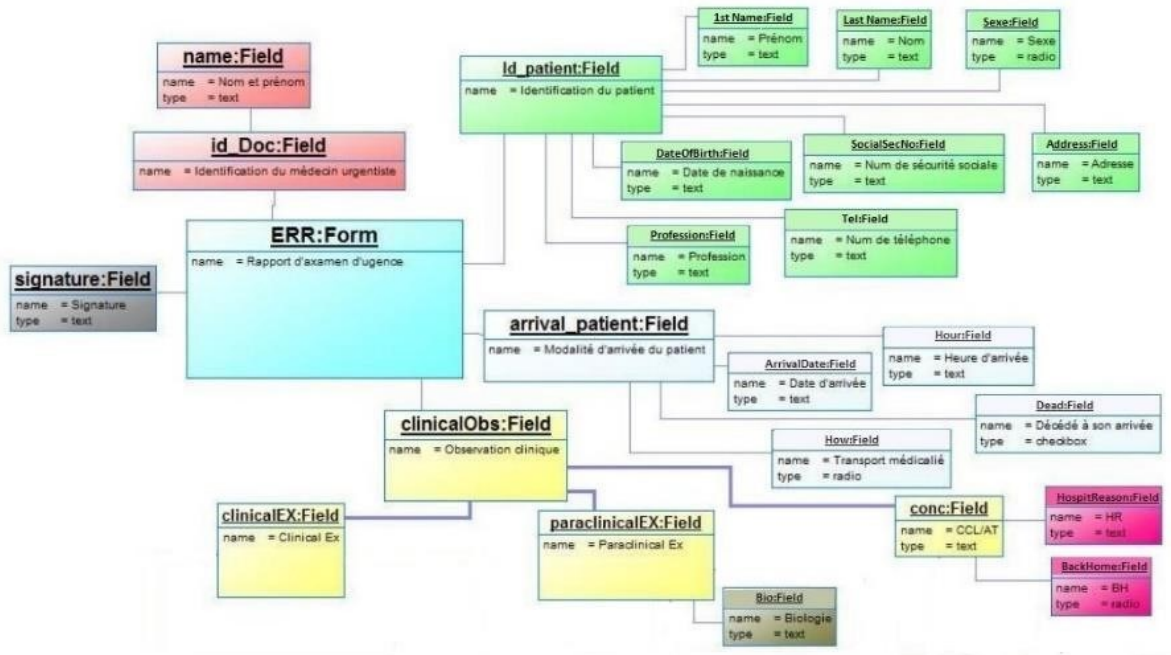 1st Name:Field
name = Prénom
type = text
Last Name:Field
name = Nom
type = text
Sexe:Field
name = Sexe
type = radio
name:Field
name = Nom et prénom
type = text
Id_patient:Field
name = Identification du patient
id_Doc:Field
name = Identification du médecin urgentiste
DateOfBirth:Field
name = Date de naissance
type = text
SocialSecNo:Field
name = Num de sécurité sociale
type = text
Address:Field
name = Adresse
type = text
ERR:Form
name = Rapport d'axamen d'ugence
Profession:Field
name = Profession
type = text
Tel:Field
name = Num de téléphone
type = text
signature:Field
name = Signature
type = text
arrival_patient:Field
name = Modalité d'arrivée du patient
Hour:Field
name = Heure d'arrivée
type = text
ArrivalDate:Field
name = Date d'arrivée
type = text
Dead:Field
name = Décédé à son arrivée
type = checkbox
How:Field
name = Transport médicalié
type = radio
clinicalObs:Field
name = Observation clinique
clinicalEX:Field
name = Clinical Ex
paraclinicalEX:Field
name = Paraclinical Ex
conc:Field
name = CCL/AT
type = text
HospitReason:Field
name = HR
type = text
BackHome:Field
name = BH
type = radio
Bio:Field
name = Biologie
type = text